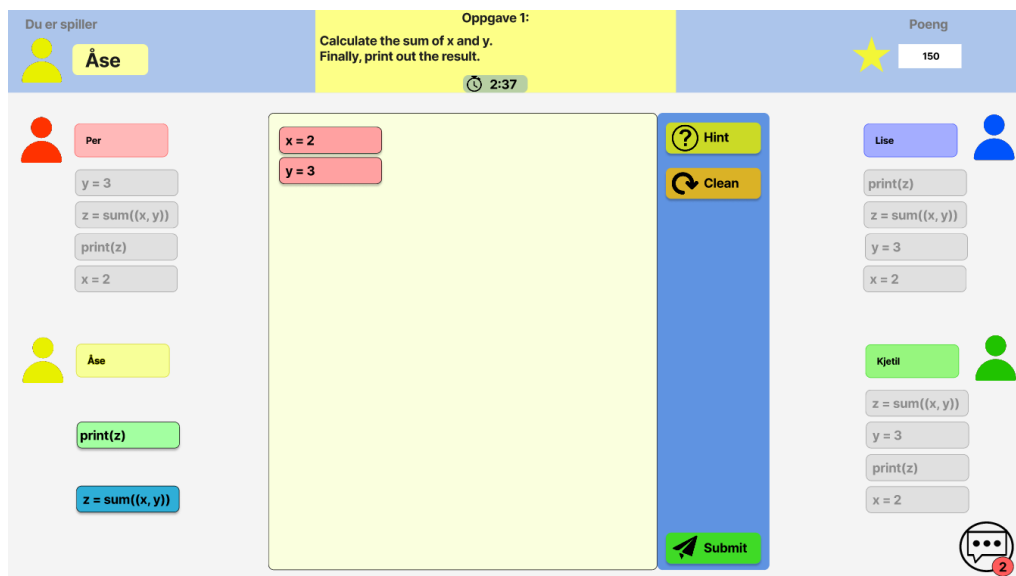 Du er spiller
Åse
Oppgave 1:
Calculate the sum of x and y.
Finally, print out the result.
2:37
Poeng
150
Per
y = 3
z = sum((x, y))
print(z)
x = 2
Åse
print(z)
z = sum((x, y))
x = 2
y = 3
Hint
Clean
Submit
Lise
print(z)
z = sum((x, y))
y = 3
x = 2
Kjetil
z = sum((x, y))
y = 3
print(z)
x = 2
2